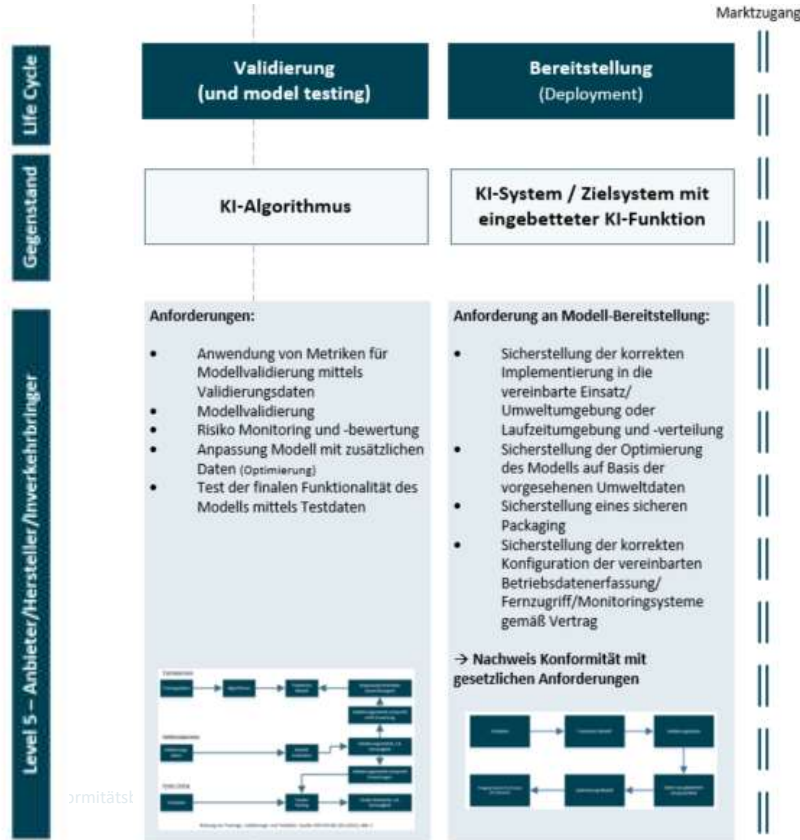 Marktzugang
Life Cycle
Validierung
(und model testing)
Bereitstellung
(Deployment)
Gegenstand
KI-Algorithmus
KI-System / Zielsystem mit
eingebetteter KI-Funktion
Level 5 – Anbieter/Hersteller/Inverkehrbringer
Anforderungen:
• Anwendung von Metriken für
Modellvalidierung mittels
Validierungsdaten
• Modellvalidierung
• Risiko Monitoring und -bewertung
• Anpassung Modell mit zusätzlichen
Daten (Optimierung)
• Test der finalen Funktionalität des
Modells mittels Testdaten
Anforderung an Modell-Bereitstellung:
• Sicherstellung der korrekten
Implementierung in die
vereinbarte Einsatz/
Umweltumgebung oder
Laufzeitumgebung und -verteilung
• Sicherstellung der Optimierung
des Modells auf Basis der
vorgesehenen Umweltdaten
• Sicherstellung eines sicheren
Packaging
• Sicherstellung der korrekten
Konfiguration der vereinbarten
Betriebsdatenerfassung/
Fernzugriff/Monitoringsysteme
gemäß Vertrag
→ Nachweis Konformität mit
gesetzlichen Anforderungen
ormitätst